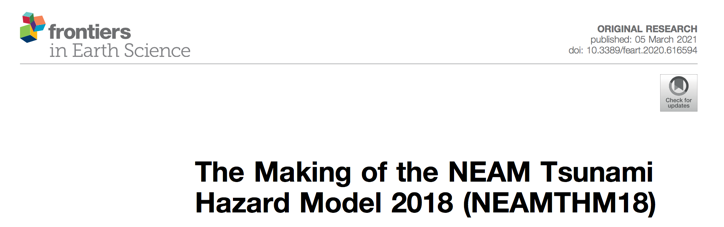 frontiers
in Earth Science
ORIGINAL RESEARCH
published: 05 March 2021
doi: 10.3389/feart.2020.616594
Check for
updates
The Making of the NEAM Tsunami
Hazard Model 2018 (NEAMTHM18)